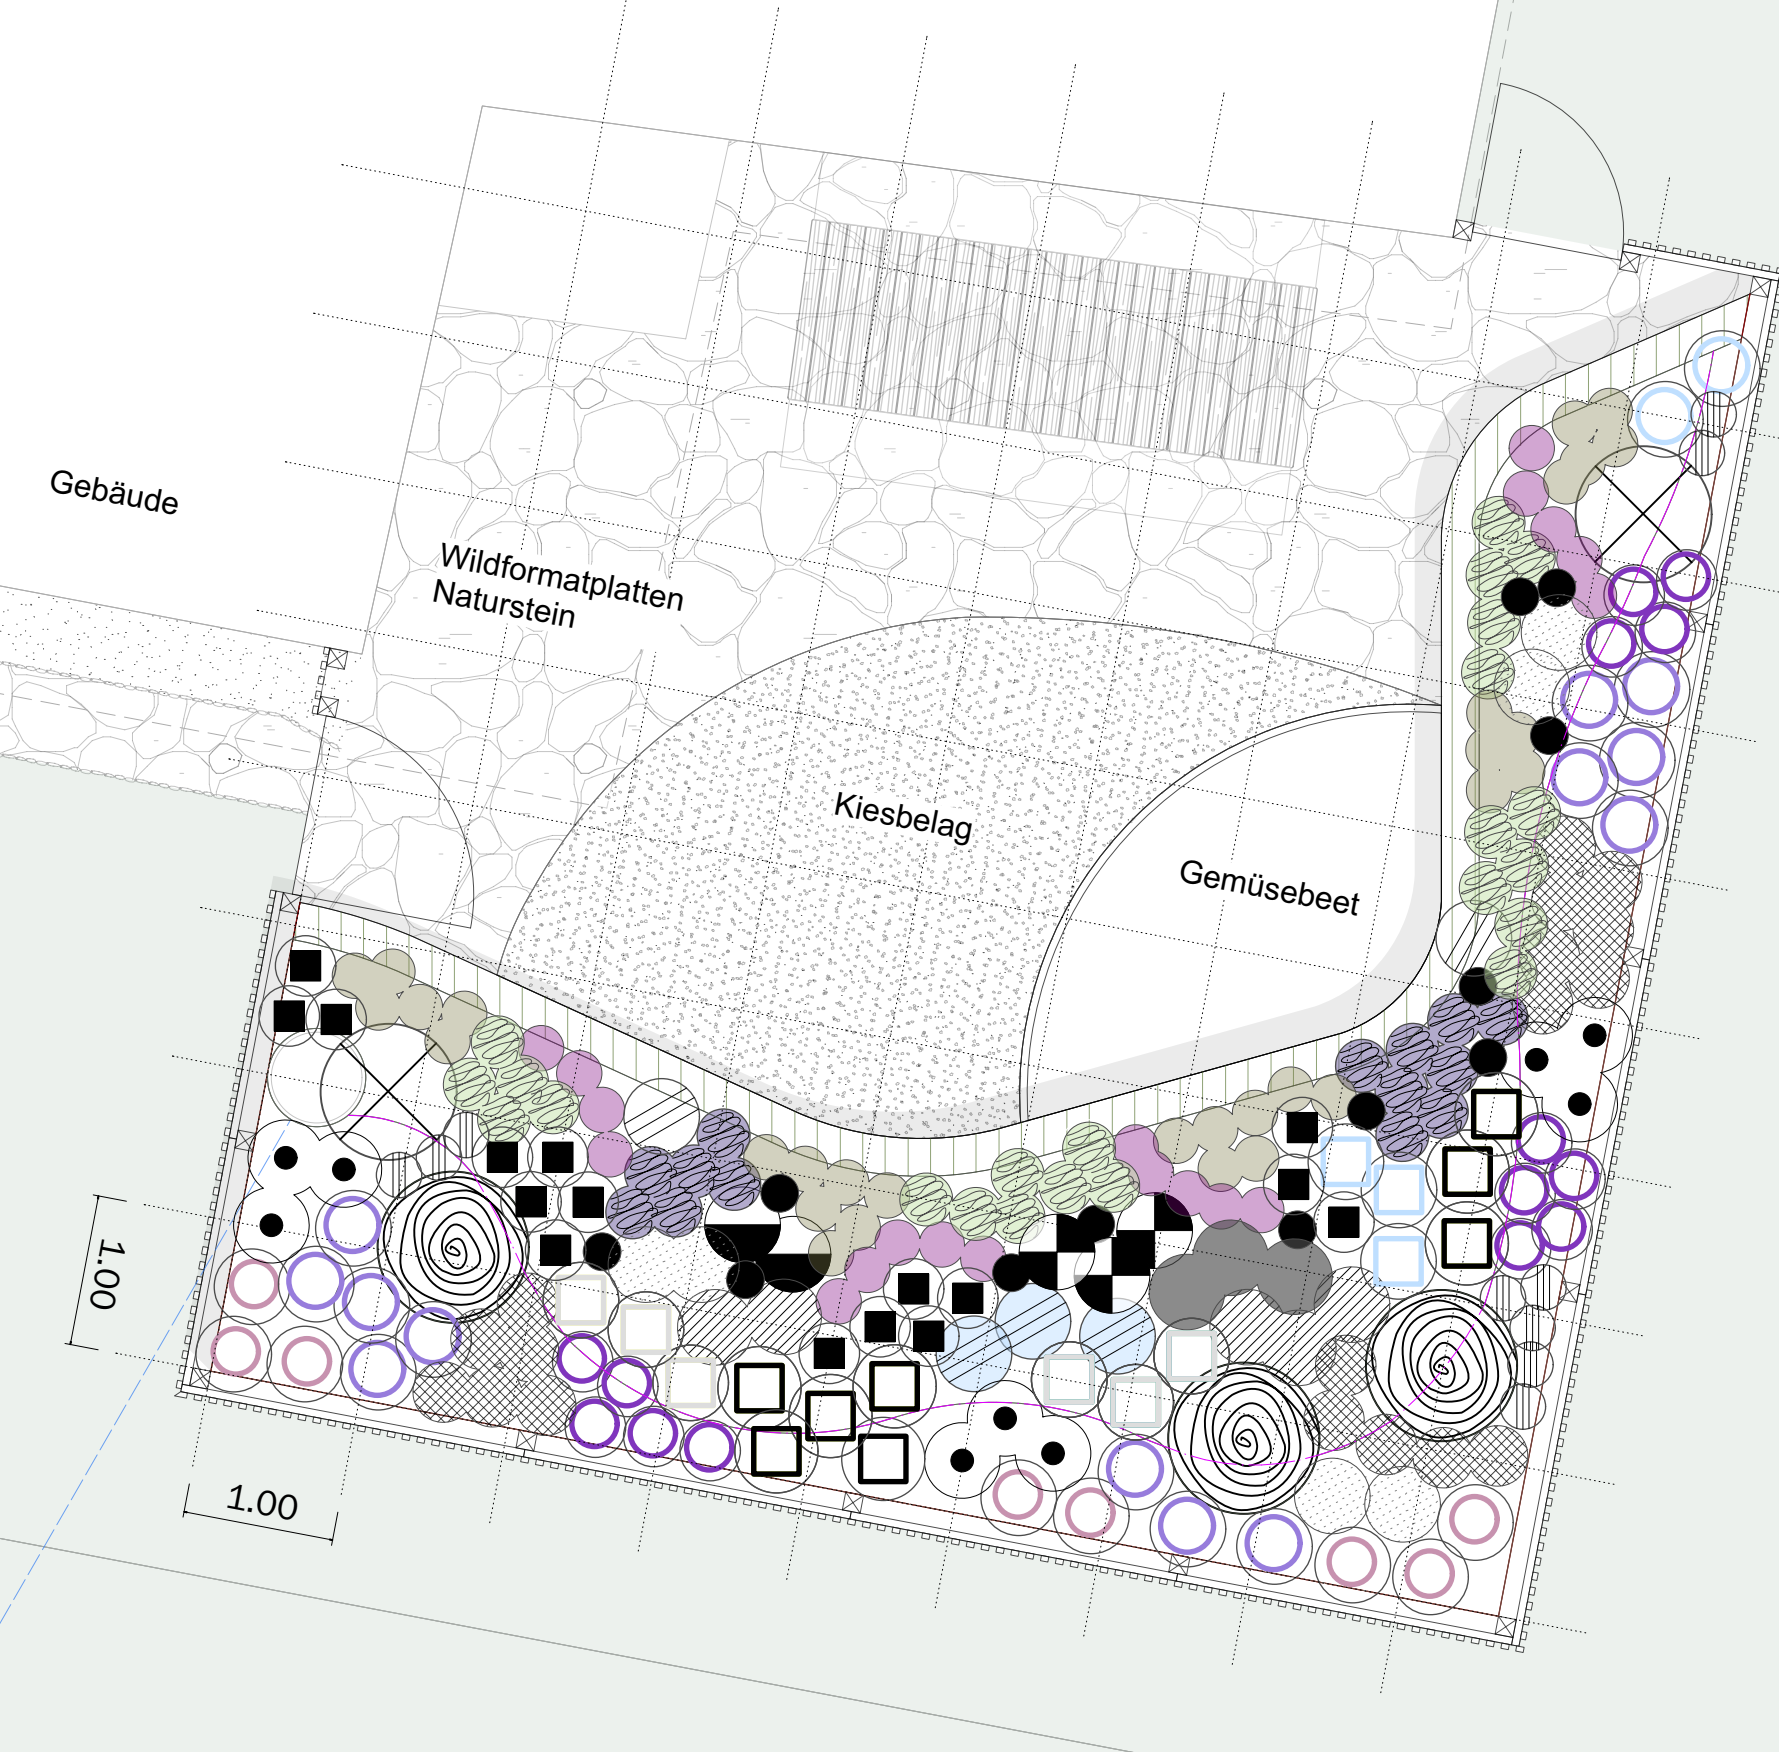 Gebäude
Wildformatplatten
Naturstein
Kiesbelag
Gemüsebeet
1.00
1.00